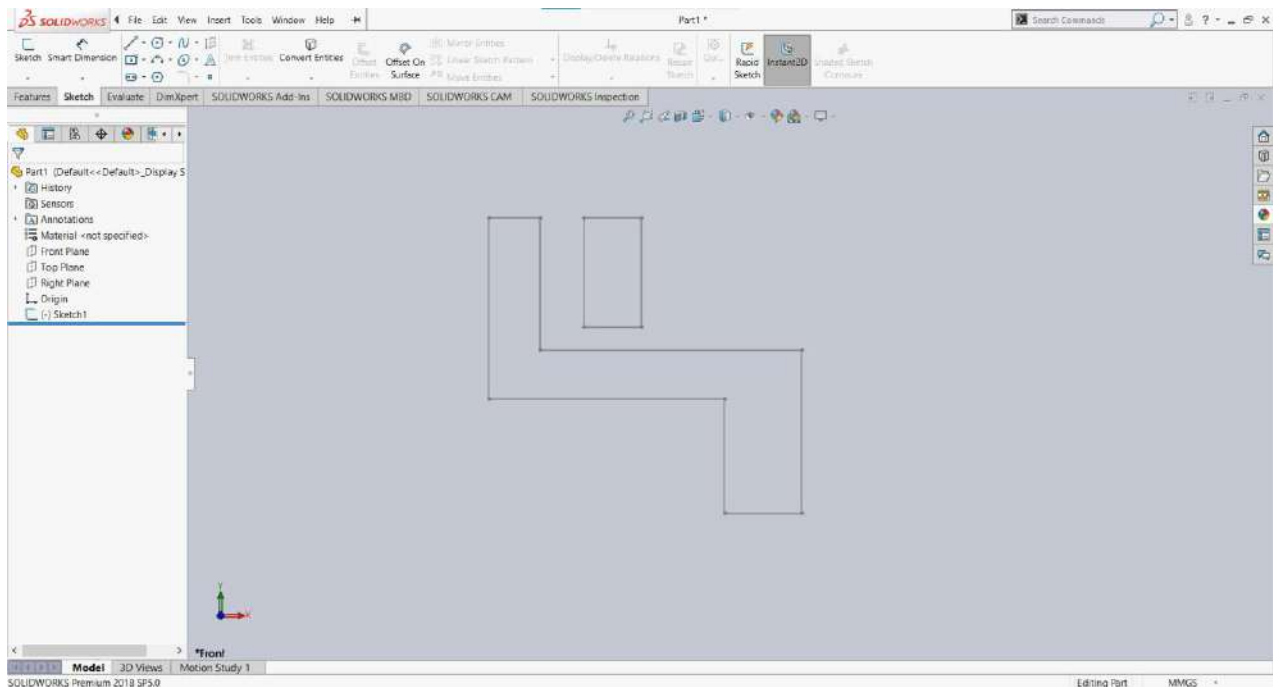 SOLIDWORKS File Edit View Insert Tools Window Help Part1 * Search Commands ?
Sketch Smart Dimension Convert Entities Offset Entities Offset On Surface Mirror Entities Linear Sketch Pattern Move Entities Display/Delete Relations Repair Sketch Rapid Sketch Instant2D
Features Sketch Evaluate DimXpert SOLIDWORKS Add-Ins SOLIDWORKS MBD SOLIDWORKS CAM SOLIDWORKS Inspection
Part1 (Default<<Default>_Display S
History
Sensors
Annotations
Material <not specified>
Front Plane
Top Plane
Right Plane
Origin
(-) Sketch1
Y
X
*Front
Model 3D Views Motion Study 1
SOLIDWORKS Premium 2018 SP5.0 Editing Part MMGS